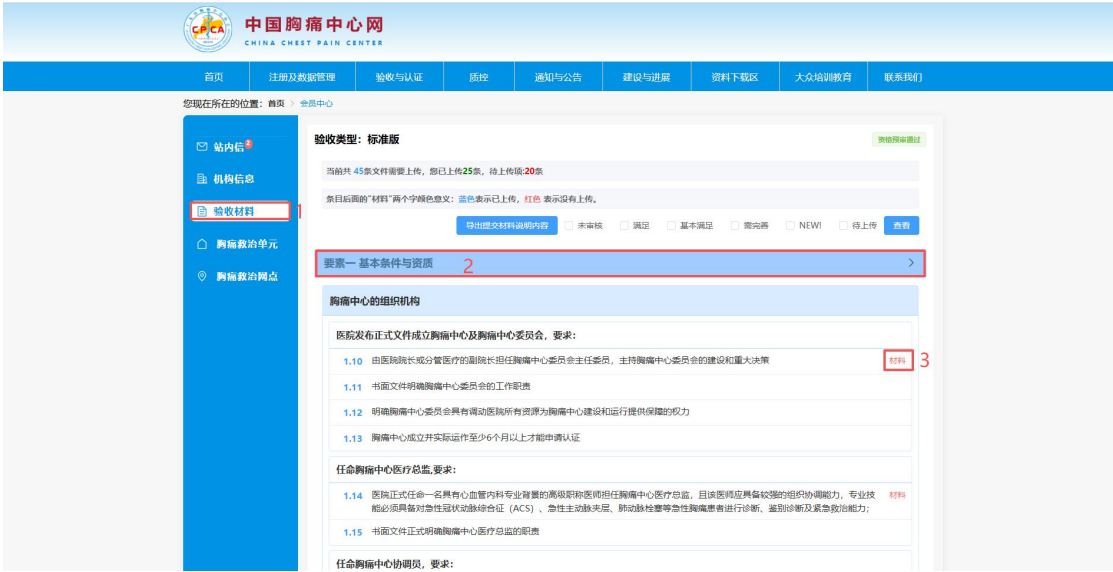 CPCA
中国胸痛中心网
CHINA CHEST PAIN CENTER
首页 注册及数据管理 验收与认证 质控 通知与公告 建设与进展 资料下载区 大众培训教育 联系我们
您现在所在的位置：首页 > 会员中心
站内信 2
机构信息
验收材料 1
胸痛救治单元
胸痛救治网点
验收类型：标准版 资格预审通过
当前共 45条文件需要上传，您已上传25条，待上传项:20条
条目后面的"材料"两个字颜色意义：蓝色表示已上传，红色 表示没有上传。
导出提交材料说明内容 未审核 满足 基本满足 需完善 NEW! 待上传 查看
要素一 基本条件与资质 2 >
胸痛中心的组织机构
医院发布正式文件成立胸痛中心及胸痛中心委员会，要求：
1.10 由医院院长或分管医疗的副院长担任胸痛中心委员会主任委员，主持胸痛中心委员会的建设和重大决策 材料 3
1.11 书面文件明确胸痛中心委员会的工作职责
1.12 明确胸痛中心委员会具有调动医院所有资源为胸痛中心建设和运行提供保障的权力
1.13 胸痛中心成立并实际运作至少6个月以上才能申请认证
任命胸痛中心医疗总监,要求：
1.14 医院正式任命一名具有心血管内科专业背景的高级职称医师担任胸痛中心医疗总监，且该医师应具备较强的组织协调能力，专业技 材料
能必须具备对急性冠状动脉综合征（ACS）、急性主动脉夹层、肺动脉栓塞等急性胸痛患者进行诊断、鉴别诊断及紧急救治能力；
1.15 书面文件正式明确胸痛中心医疗总监的职责
任命胸痛中心协调员，要求：